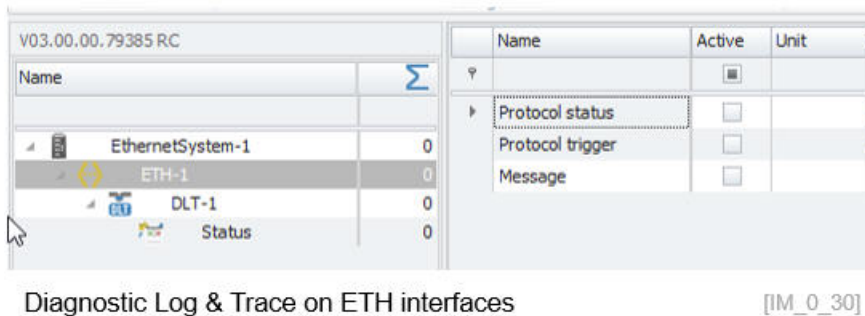 V03.00.00.79385 RC
Name Σ
EthernetSystem-1 0
ETH-1 0
DLT DLT-1 0
Status 0
Name Active Unit
Protocol status
Protocol trigger
Message
Diagnostic Log & Trace on ETH interfaces [IM_0_30]